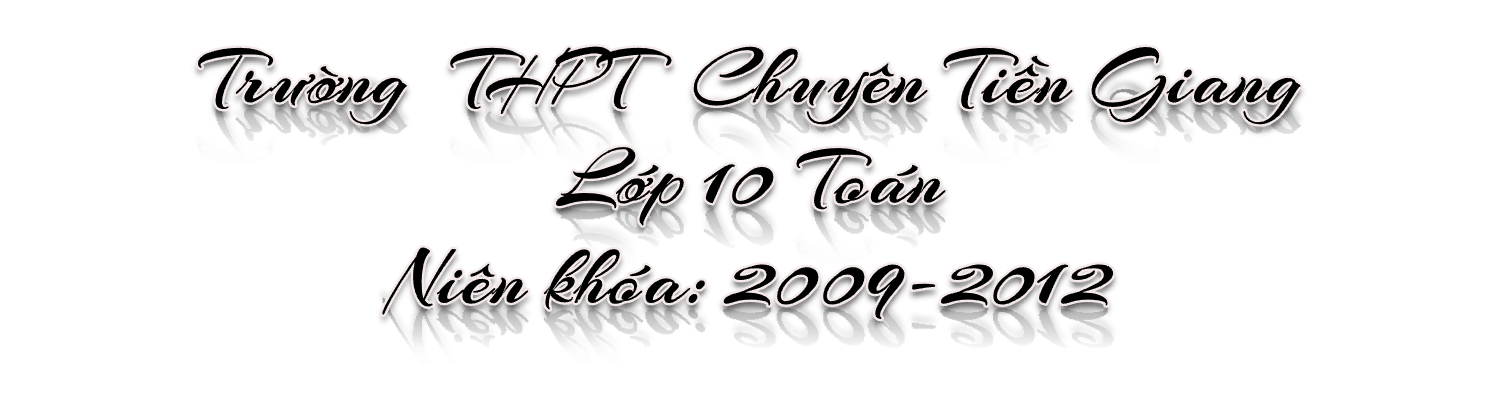 Trường THPT Chuyên Tiền Giang
Lớp 10 Toán
Niên khóa: 2009-2012